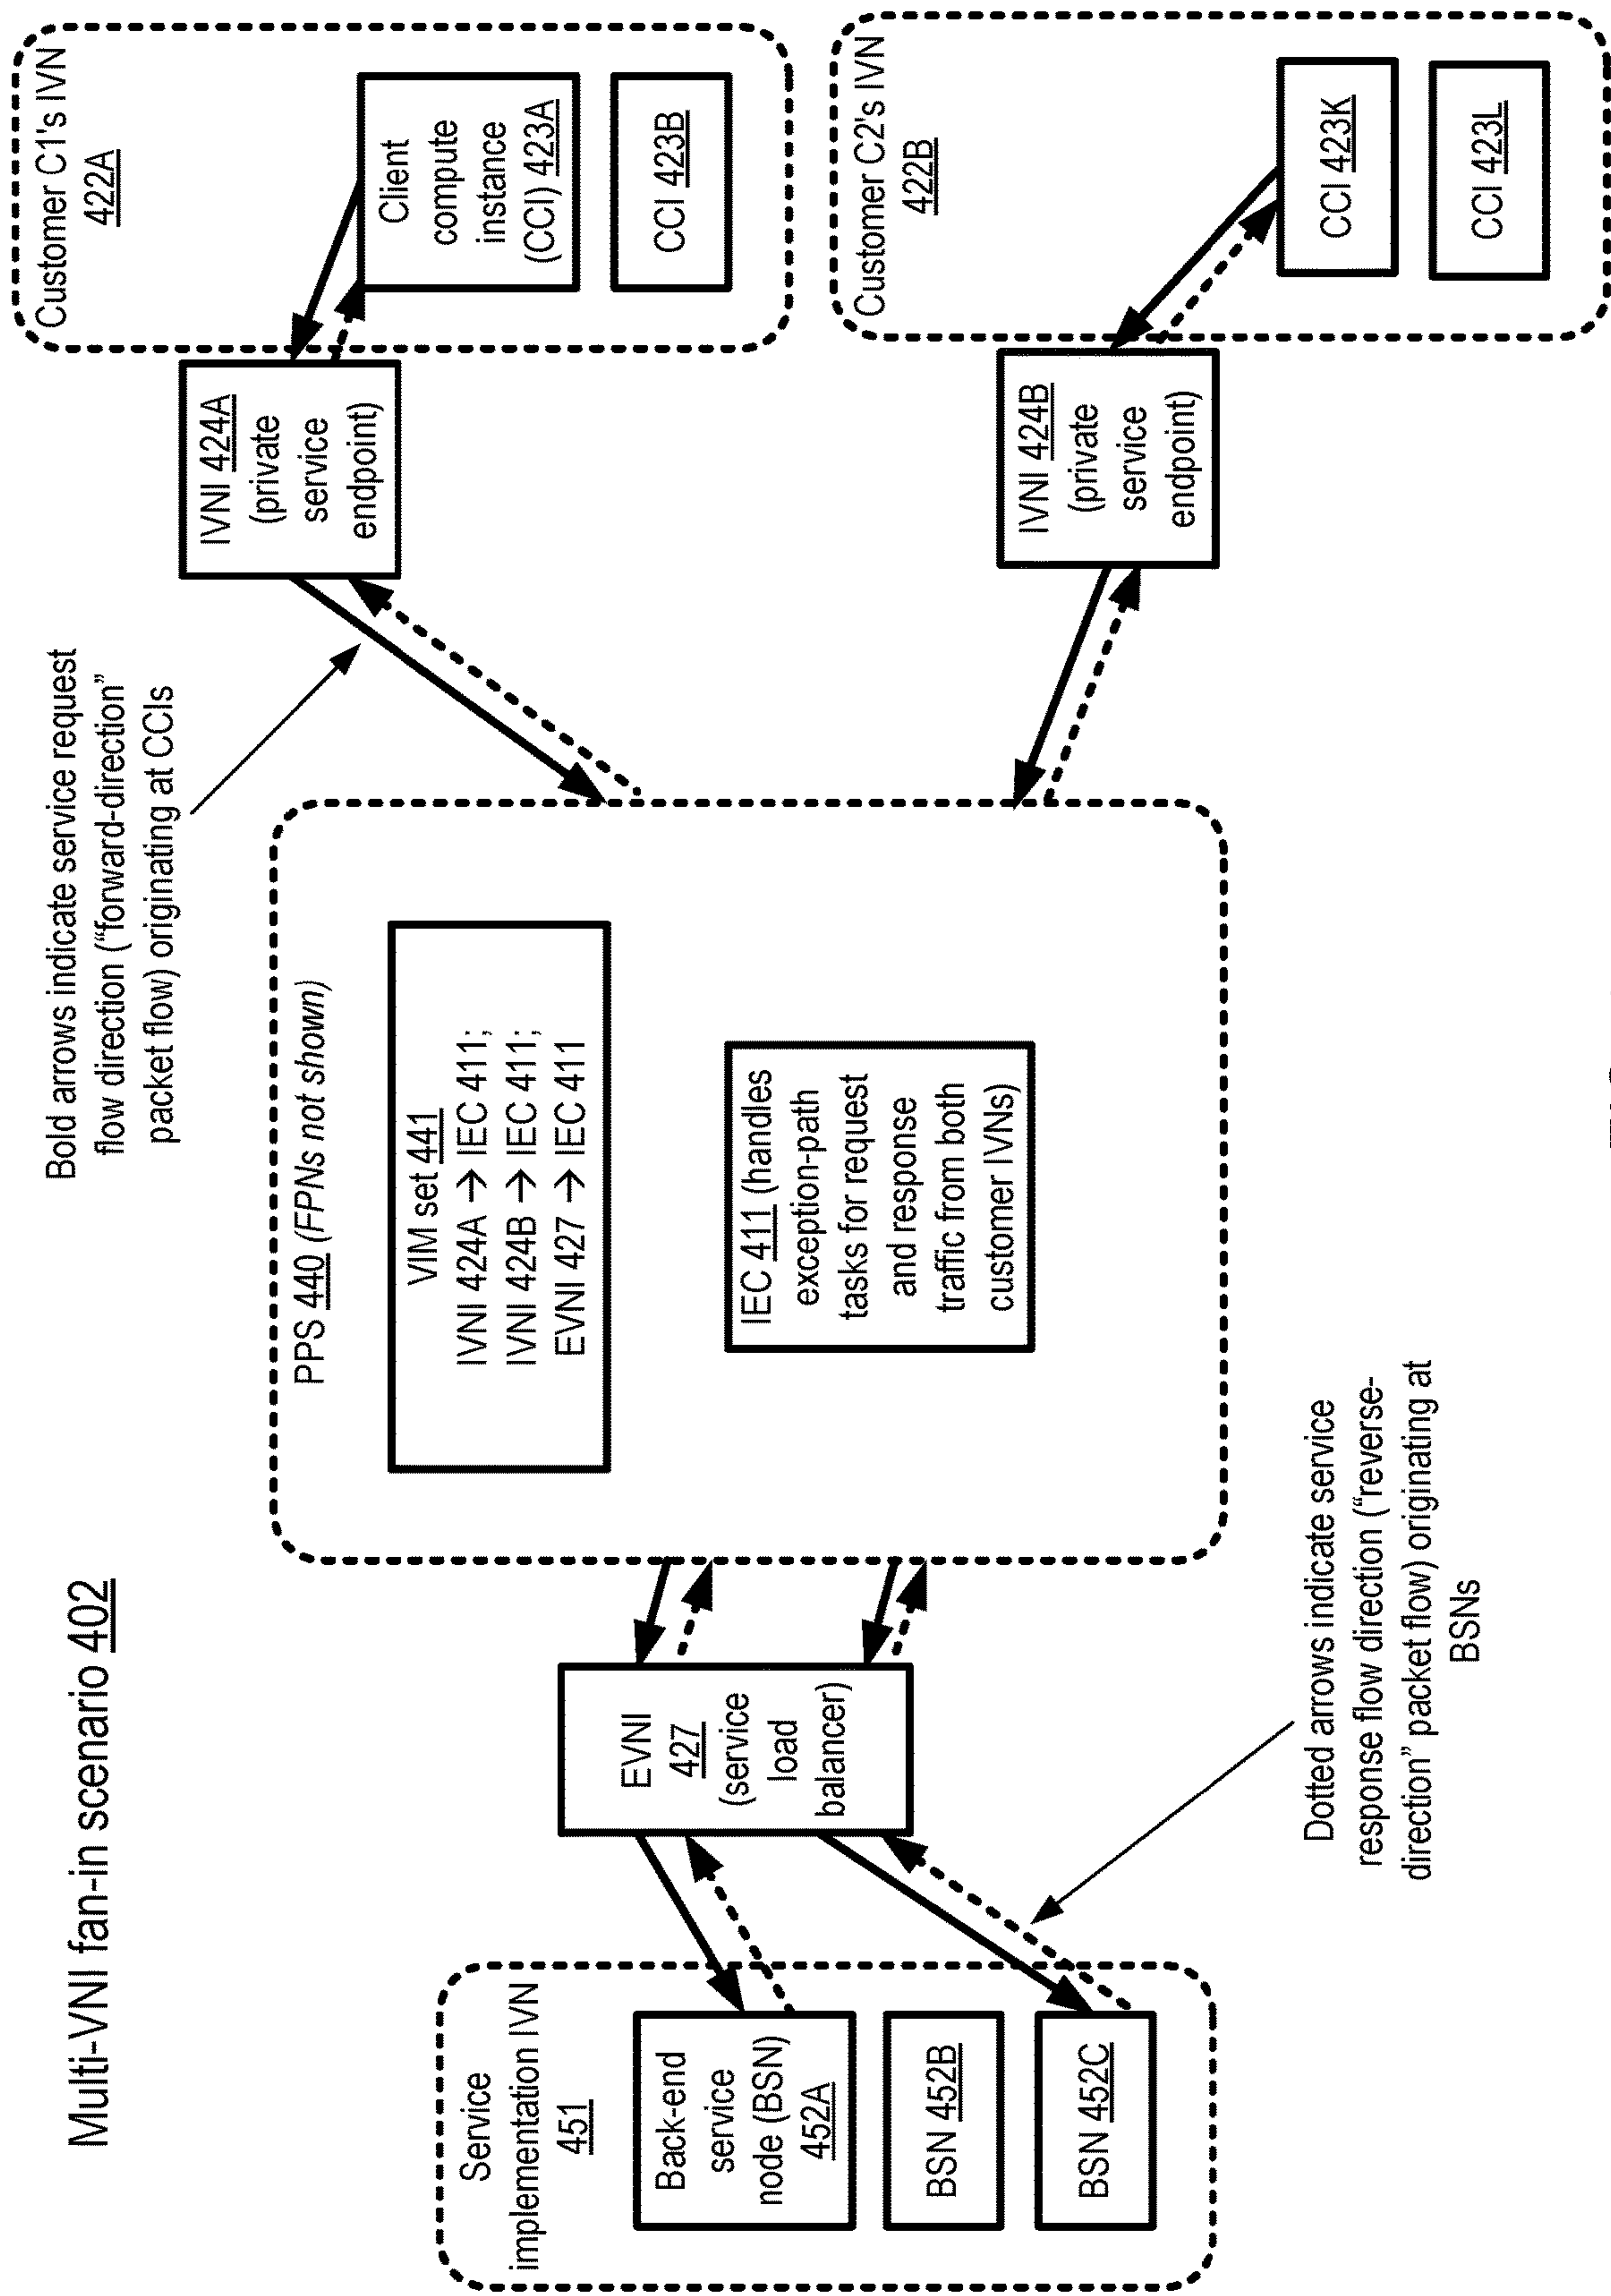 Multi-VNI fan-in scenario 402
Bold arrows indicate service request
flow direction (“forward-direction”
packet flow) originating at CCIs
Service
implementation IVN
451
Back-end
service
node (BSN)
452A
BSN 452B
BSN 452C
EVNI
427
(service
load
balancer)
PPS 440 (FPNs not shown)
VIM set 441
IVNI 424A → IEC 411;
IVNI 424B → IEC 411;
EVNI 427 → IEC 411
IEC 411 (handles
exception-path
tasks for request
and response
traffic from both
customer IVNs)
IVNI 424A
(private
service
endpoint)
IVNI 424B
(private
service
endpoint)
Customer C1's IVN
422A
Client
compute
instance
(CCI) 423A
CCI 423B
Customer C2's IVN
422B
CCI 423K
CCI 423L
Dotted arrows indicate service
response flow direction (“reverse-
direction” packet flow) originating at
BSNs